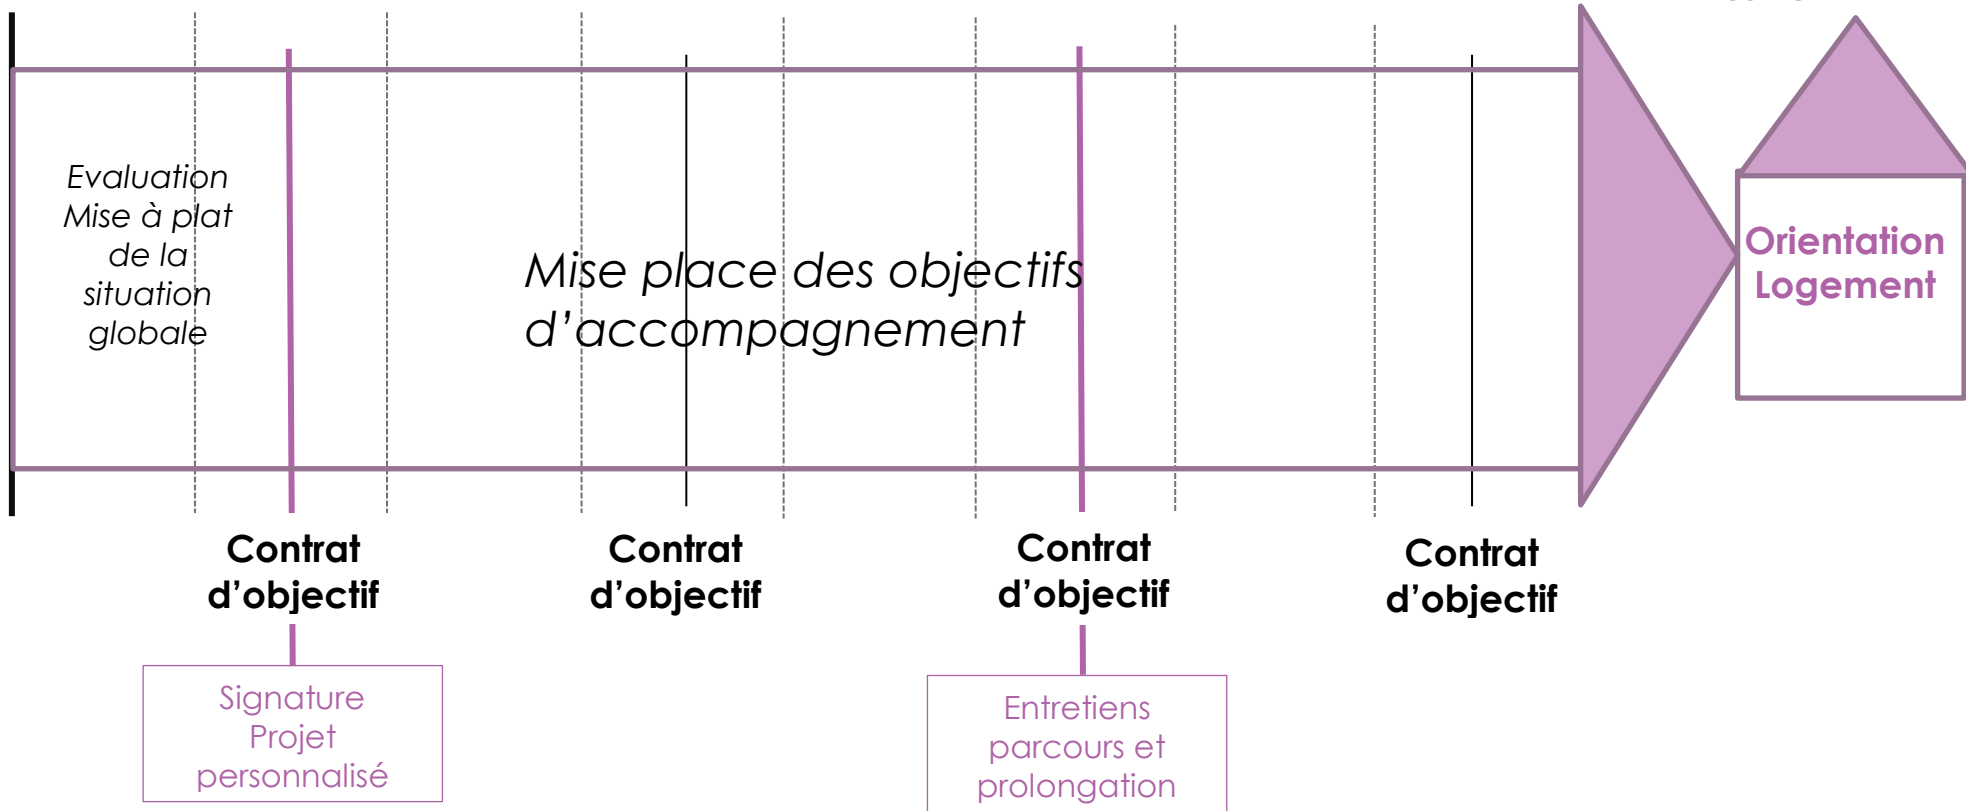 Evaluation
Mise à plat
de la
situation
globale
Mise place des objectifs
d’accompagnement
Orientation
Logement
Contrat
d’objectif
Contrat
d’objectif
Contrat
d’objectif
Contrat
d’objectif
Signature
Projet
personnalisé
Entretiens
parcours et
prolongation